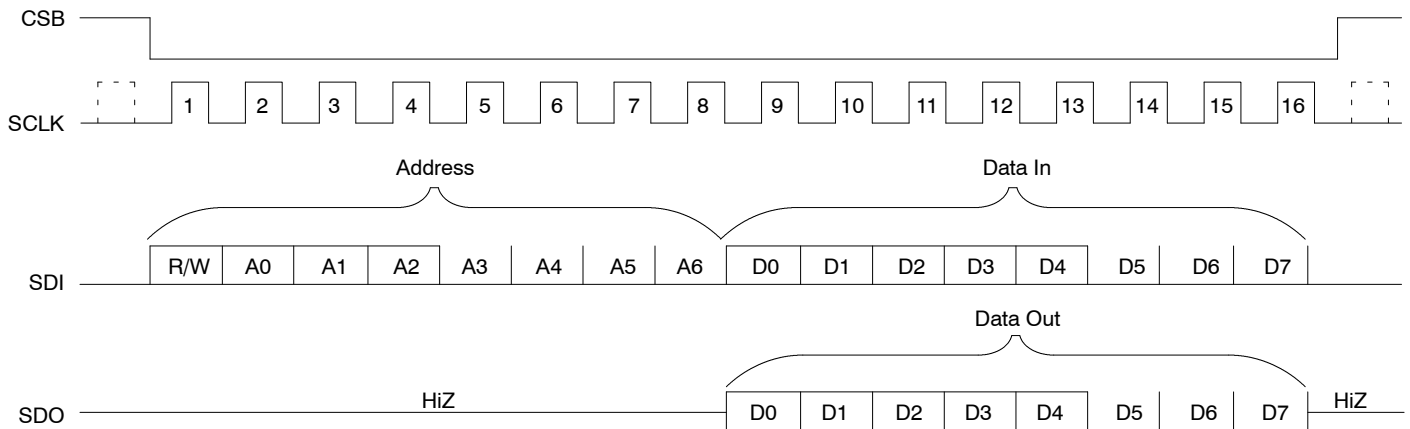 CSB
SCLK
1 2 3 4 5 6 7 8 9 10 11 12 13 14 15 16
Address
Data In
SDI
R/W A0 A1 A2 A3 A4 A5 A6 D0 D1 D2 D3 D4 D5 D6 D7
Data Out
SDO
HiZ
D0 D1 D2 D3 D4 D5 D6 D7
HiZ